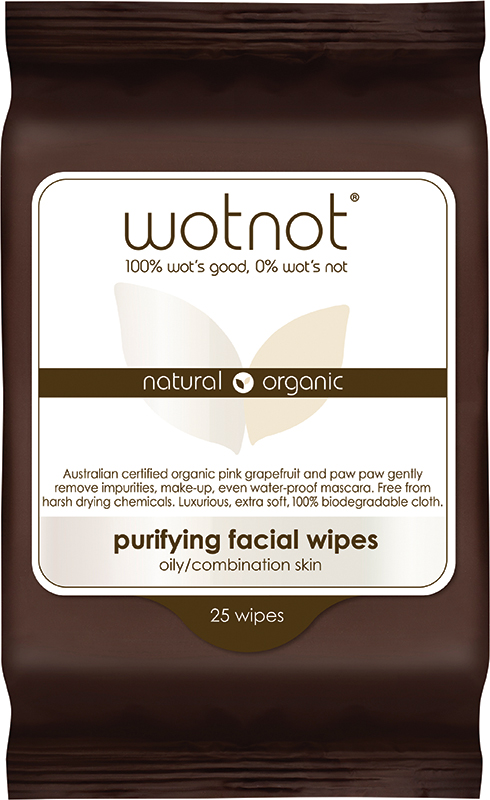 wotnot®
100% wot's good, 0% wot's not
natural organic
Australian certified organic pink grapefruit and paw paw gently
remove impurities, make-up, even water-proof mascara. Free from
harsh drying chemicals. Luxurious, extra soft, 100% biodegradable cloth.
purifying facial wipes
oily/combination skin
25 wipes